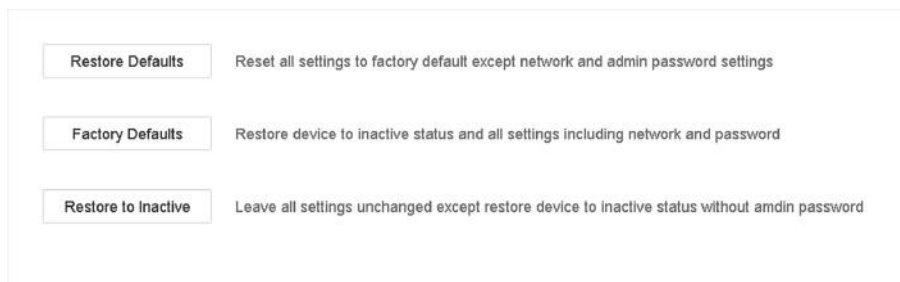 Restore Defaults Reset all settings to factory default except network and admin password settings
Factory Defaults Restore device to inactive status and all settings including network and password
Restore to Inactive Leave all settings unchanged except restore device to inactive status without amdin password